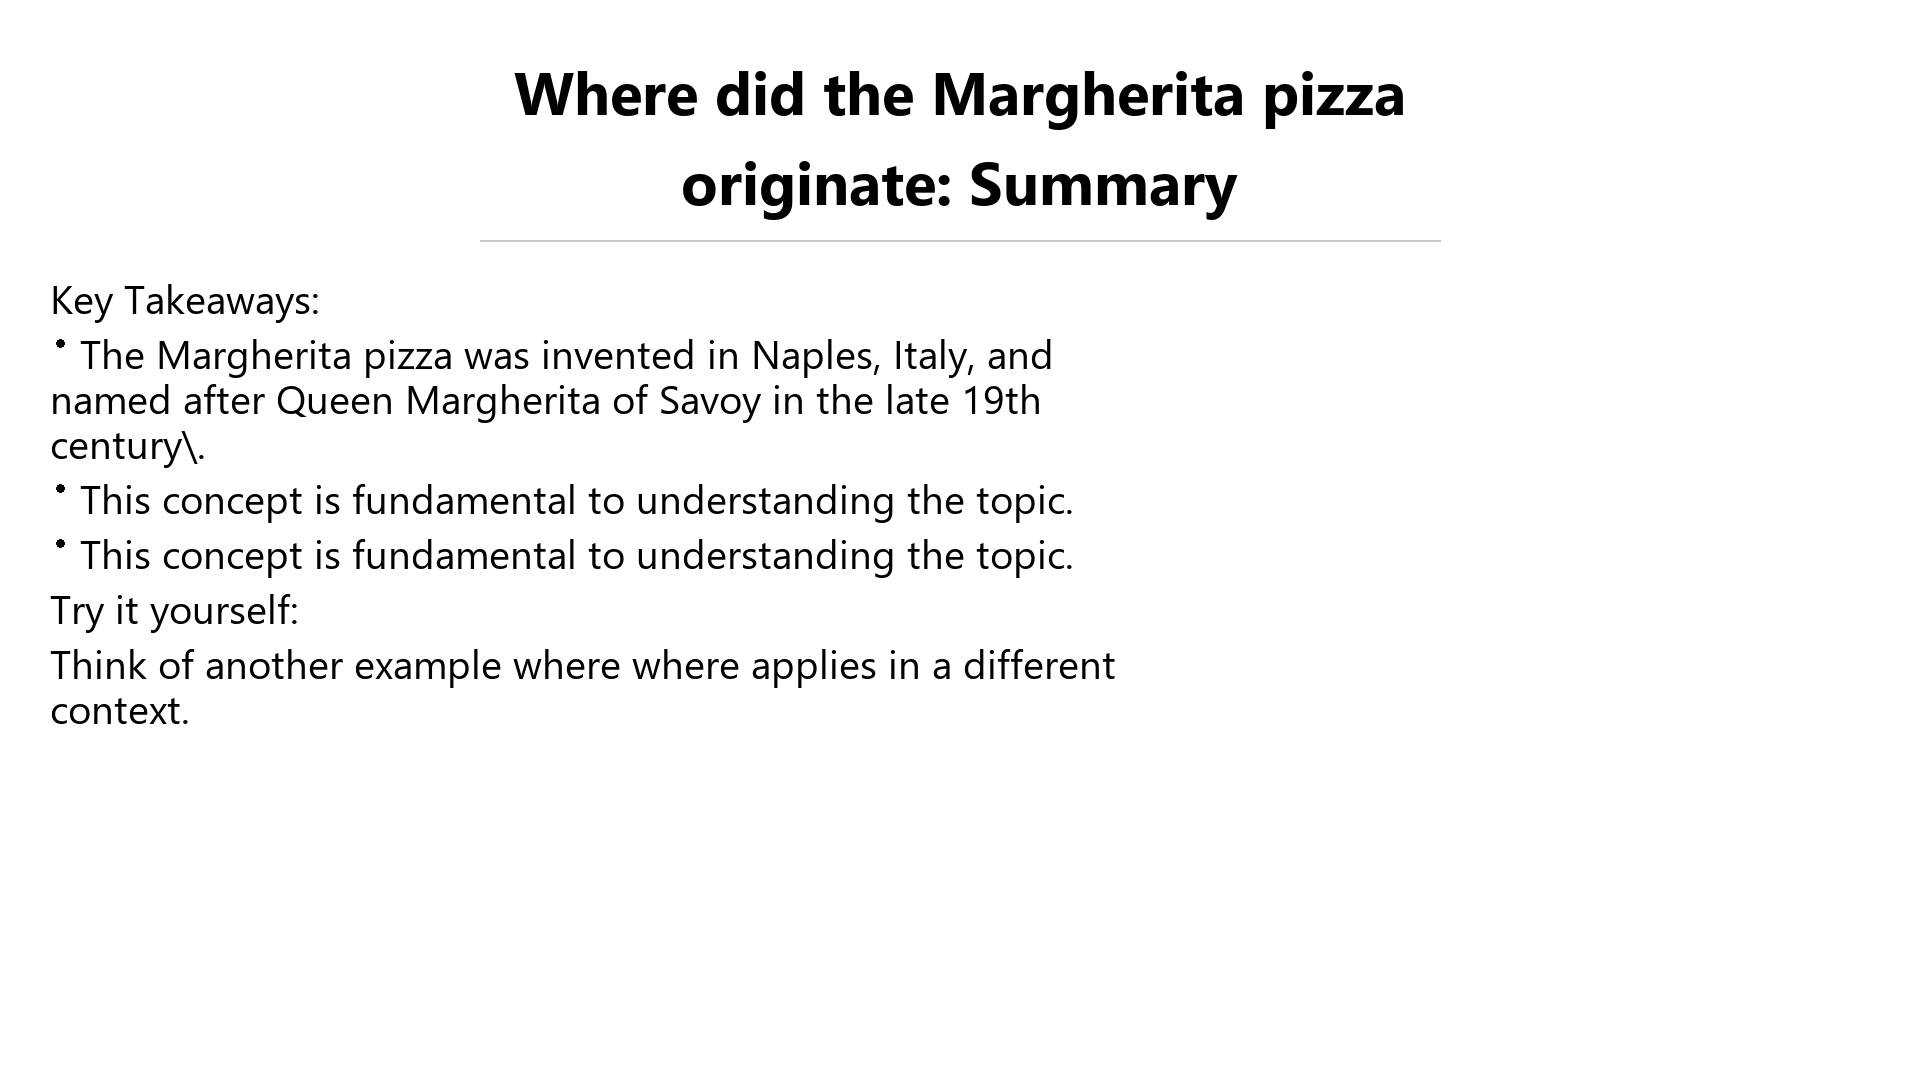 Where did the Margherita pizza
originate: Summary
Key Takeaways:
• The Margherita pizza was invented in Naples, Italy, and
named after Queen Margherita of Savoy in the late 19th
century\.
• This concept is fundamental to understanding the topic.
• This concept is fundamental to understanding the topic.
Try it yourself:
Think of another example where where applies in a different
context.